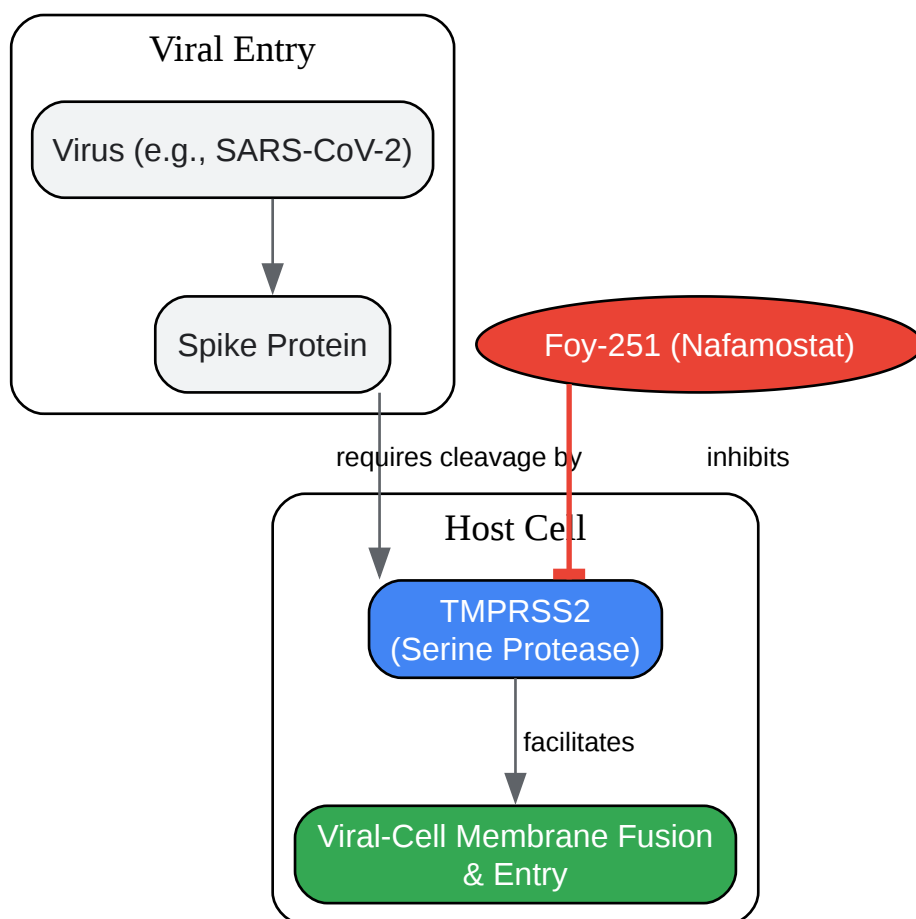 Viral Entry
Virus (e.g., SARS-CoV-2)
Spike Protein
Foy-251 (Nafamostat)
requires cleavage by
inhibits
Host Cell
TMPRSS2
(Serine Protease)
facilitates
Viral-Cell Membrane Fusion
& Entry